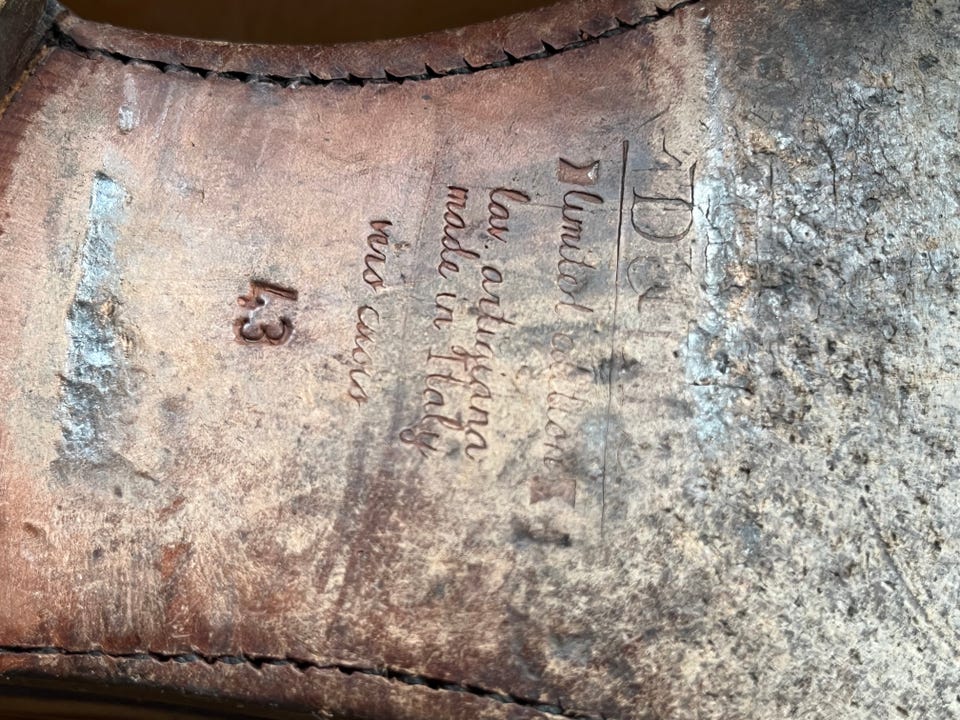 limited edition
lav. artigiana
made in Italy
vero cuoio
43